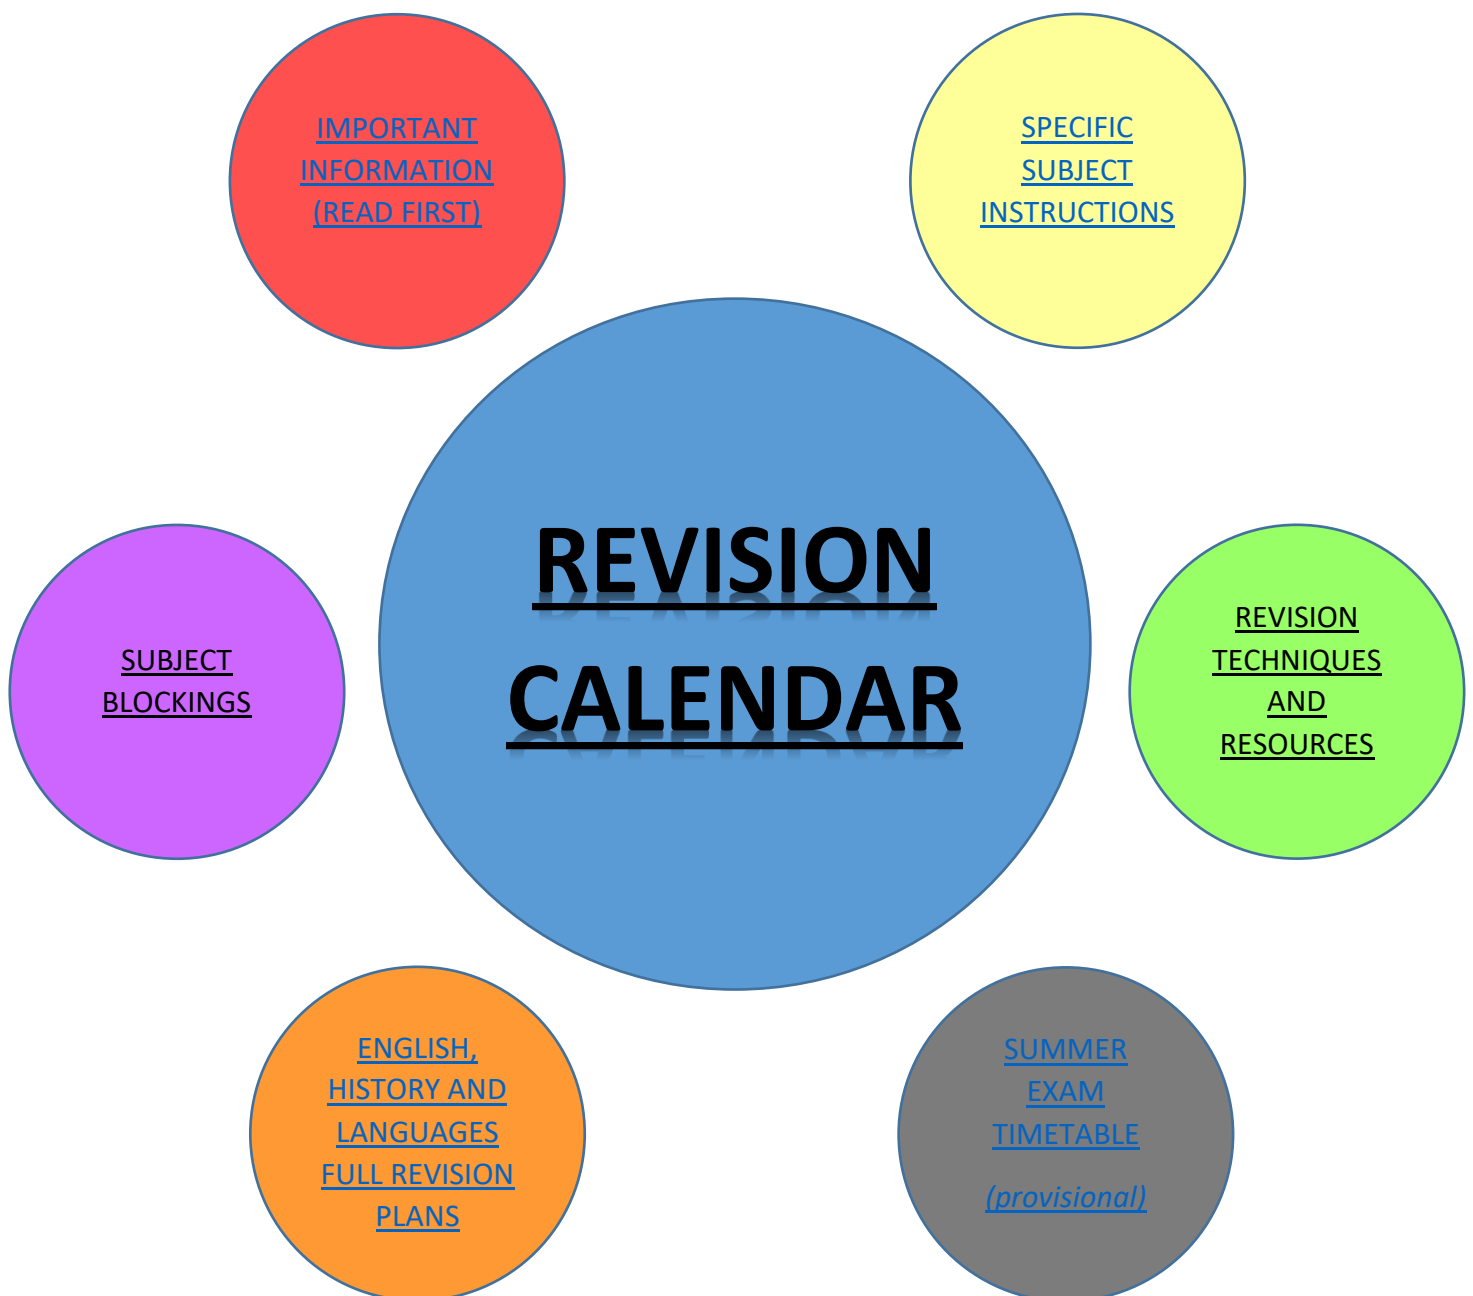 IMPORTANT
INFORMATION
(READ FIRST)
SPECIFIC
SUBJECT
INSTRUCTIONS
REVISION
CALENDAR
SUBJECT
BLOCKINGS
REVISION
TECHNIQUES
AND
RESOURCES
ENGLISH,
HISTORY AND
LANGUAGES
FULL REVISION
PLANS
SUMMER
EXAM
TIMETABLE
(provisional)